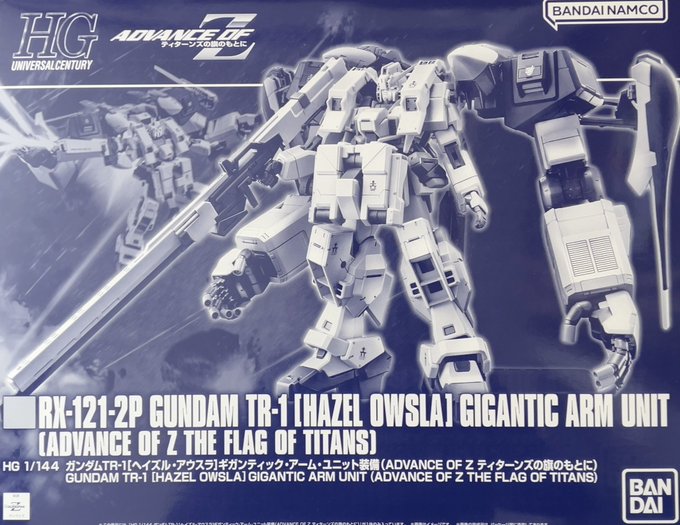 HG
UNIVERSAL CENTURY
ADVANCE OF Z
ティターンズの旗のもとに
BANDAI NAMCO
RX-121-2P GUNDAM TR-1 [HAZEL OWSLA] GIGANTIC ARM UNIT
(ADVANCE OF Z THE FLAG OF TITANS)
HG 1/144 ガンダムTR-1[ヘイズル・アウスラ]ギガンティック・アーム・ユニット装備(ADVANCE OF Z ティターンズの旗のもとに)
GUNDAM TR-1 [HAZEL OWSLA] GIGANTIC ARM UNIT (ADVANCE OF Z THE FLAG OF TITANS)
BAN
DAI